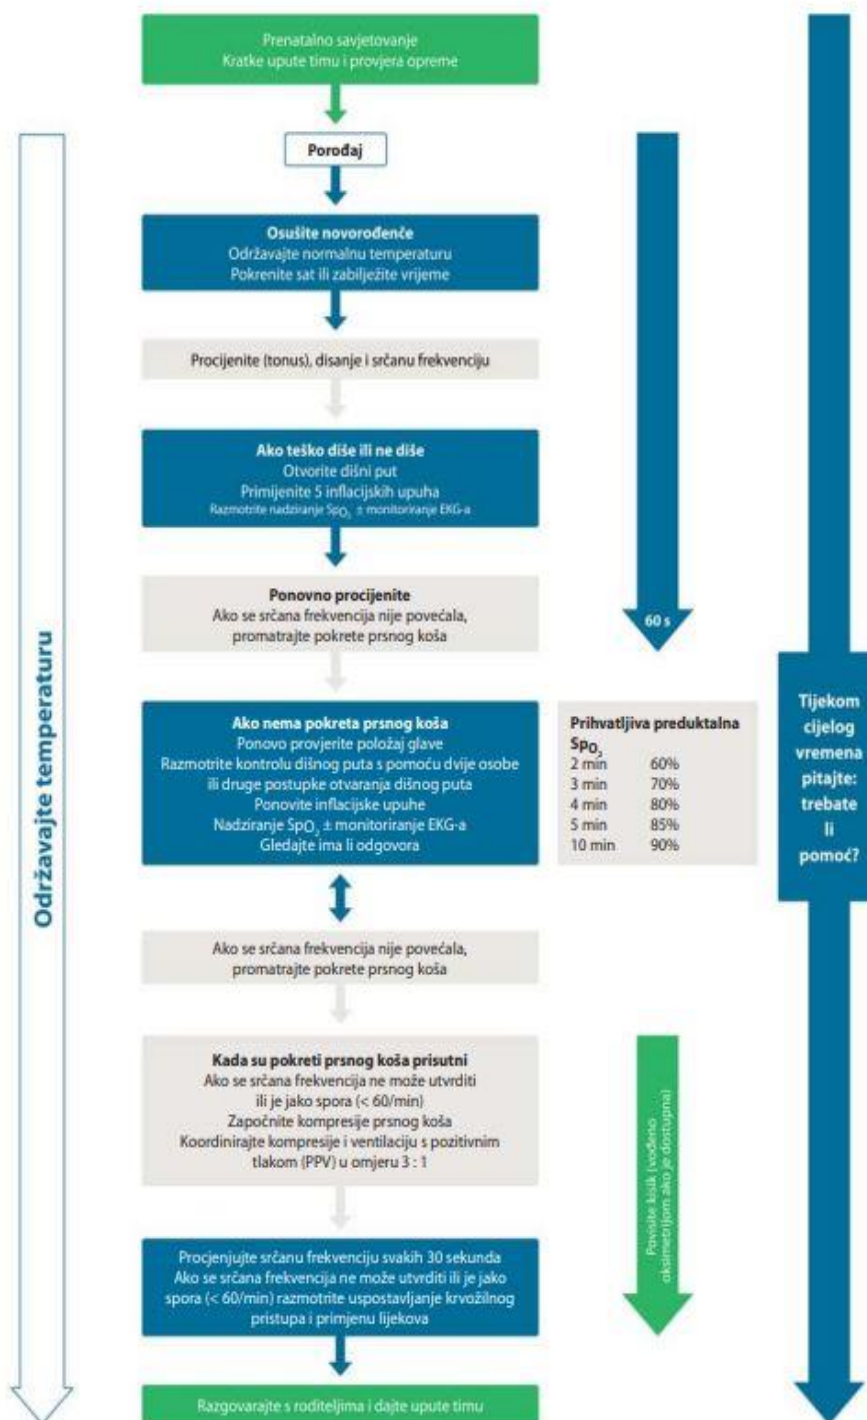 Prenatalno savjetovanje
Kratke upute timu i provjera opreme
Porođaj
Osušite novorođenče
Održavajte normalnu temperaturu
Pokrenite sat ili zabilježite vrijeme
Procijenite (tonus), disanje i srčanu frekvenciju
Ako teško diše ili ne diše
Otvorite dišni put
Primijenite 5 inflacijskih upuha
Razmotrite nadziranje SpO₂ ± monitoriranje EKG-a
Ponovno procijenite
Ako se srčana frekvencija nije povećala,
promatrajte pokrete prsnog koša
60 s
Ako nema pokreta prsnog koša
Ponovo provjerite položaj glave
Razmotrite kontrolu dišnog puta s pomoću dvije osobe
ili druge postupke otvaranja dišnog puta
Ponovite inflacijske upuhe
Nadziranje SpO₂ ± monitoriranje EKG-a
Gledajte ima li odgovora
Prihvatljiva preduktalna
SpO₂
2 min 60%
3 min 70%
4 min 80%
5 min 85%
10 min 90%
Tijekom
cijelog
vremena
pitajte:
trebate
li
pomoć?
Održavajte temperaturu
Ako se srčana frekvencija nije povećala,
promatrajte pokrete prsnog koša
Kada su pokreti prsnog koša prisutni
Ako se srčana frekvencija ne može utvrditi
ili je jako spora (< 60/min)
Započnite kompresije prsnog koša
Koordinirajte kompresije i ventilaciju s pozitivnim
tlakom (PPV) u omjeru 3 : 1
Povisite kisik (vođeno
oksimetrijom ako je dostupna)
Procjenjujte srčanu frekvenciju svakih 30 sekunda
Ako se srčana frekvencija ne može utvrditi ili je jako
spora (< 60/min) razmotrite uspostavljanje krvožilnog
pristupa i primjenu lijekova
Razgovarajte s roditeljima i dajte upute timu